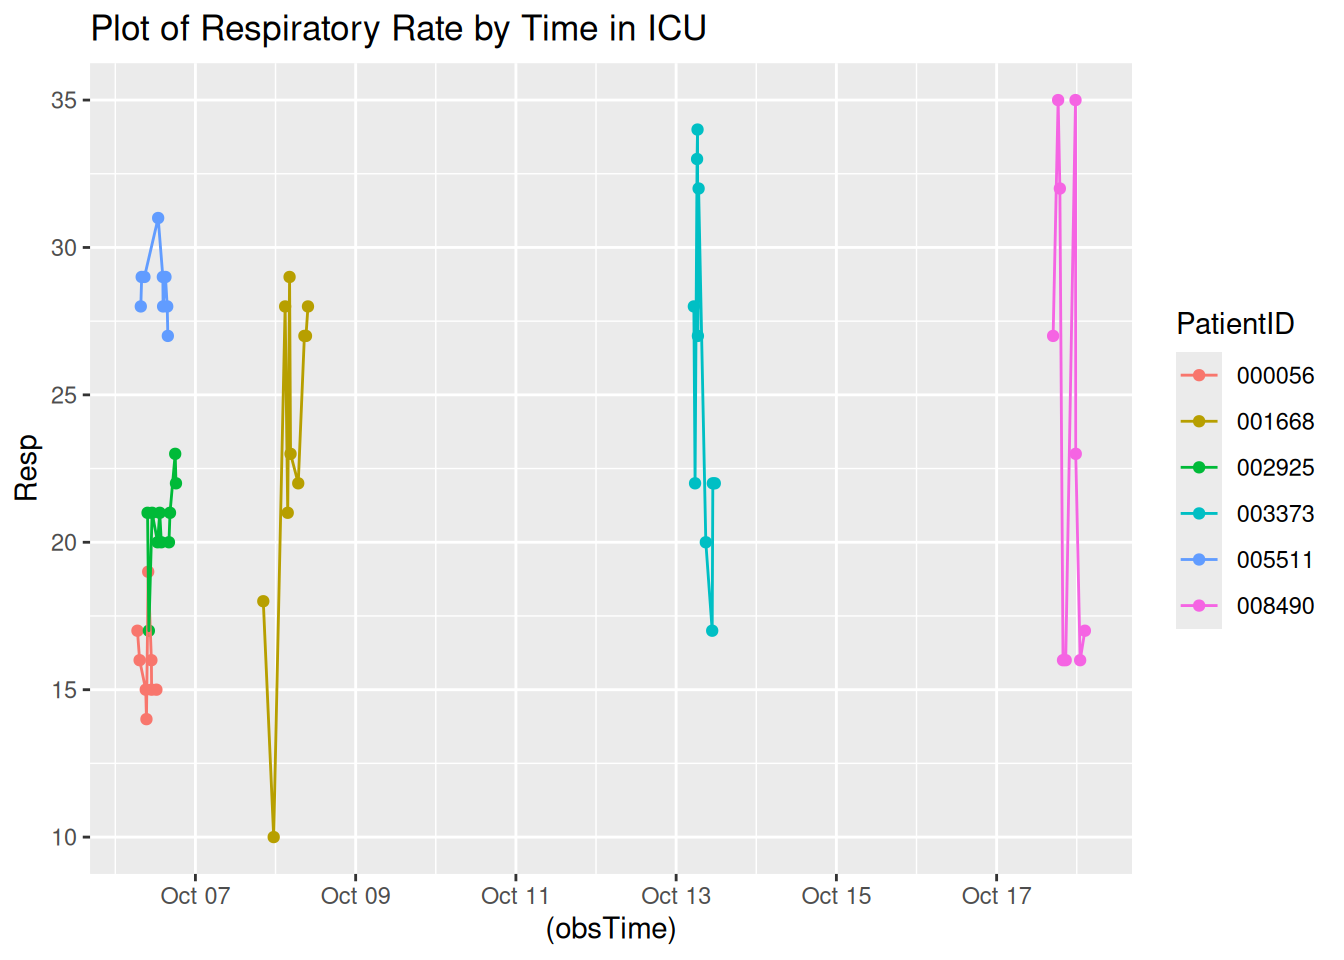 Plot of Respiratory Rate by Time in ICU
35
30
25
20
15
10
Resp
Oct 07 Oct 09 Oct 11 Oct 13 Oct 15 Oct 17
(obsTime)
PatientID
000056
001668
002925
003373
005511
008490